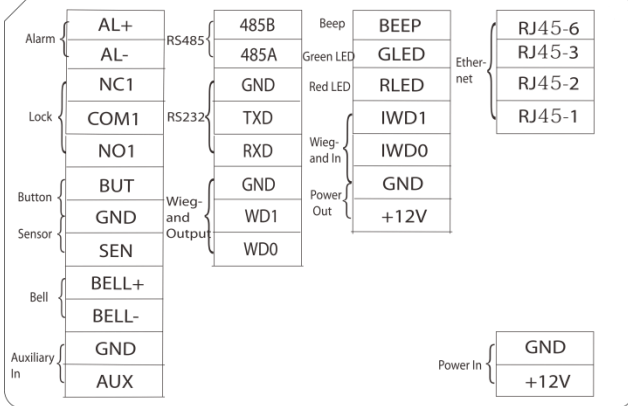 Alarm
AL+
AL-
Lock
NC1
COM1
NO1
Button
Sensor
BUT
GND
SEN
Bell
BELL+
BELL-
Auxiliary
In
GND
AUX
RS485
485B
485A
RS232
GND
TXD
RXD
Wieg-
and
Output
GND
WD1
WD0
Beep
BEEP
Green LED
GLED
Red LED
RLED
Wieg-
and In
IWD1
IWD0
Power
Out
GND
+12V
Ether-
net
RJ45-6
RJ45-3
RJ45-2
RJ45-1
Power In
GND
+12V